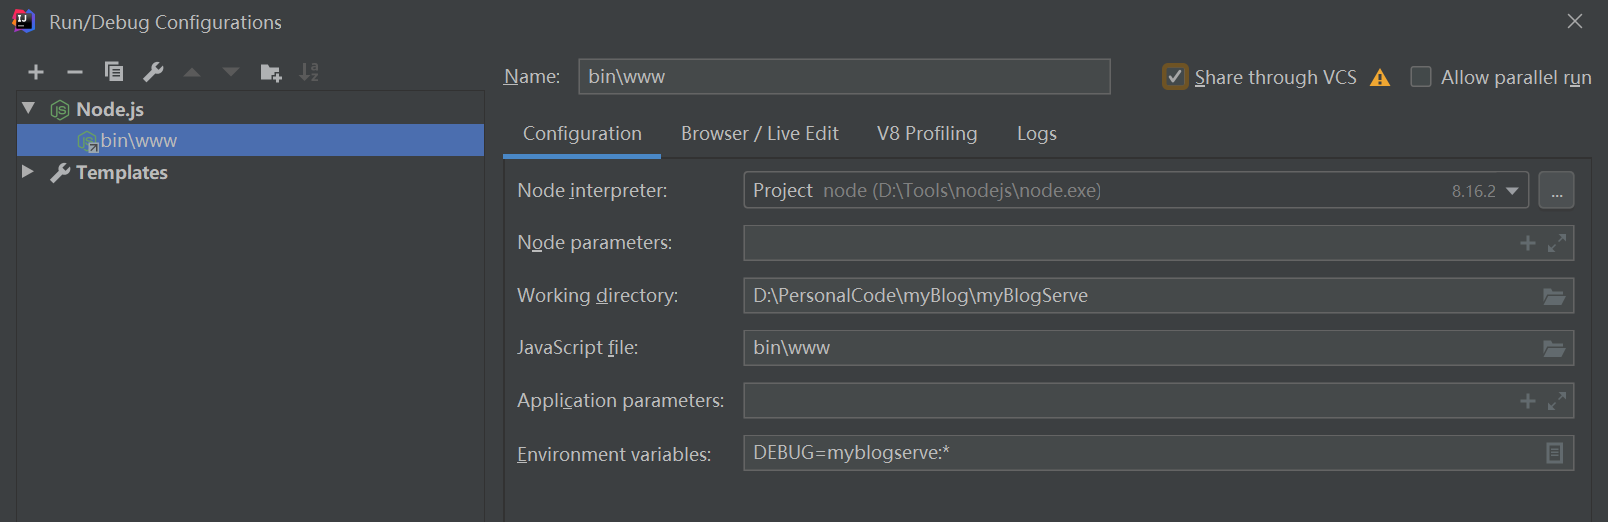 Run/Debug Configurations
Name: bin\www Share through VCS Allow parallel run
Node.js
bin\www
Templates
Configuration Browser / Live Edit V8 Profiling Logs
Node interpreter: Project node (D:\Tools\nodejs\node.exe) 8.16.2 ...
Node parameters:
Working directory: D:\PersonalCode\myBlog\myBlogServe
JavaScript file: bin\www
Application parameters:
Environment variables: DEBUG=myblogserve:*